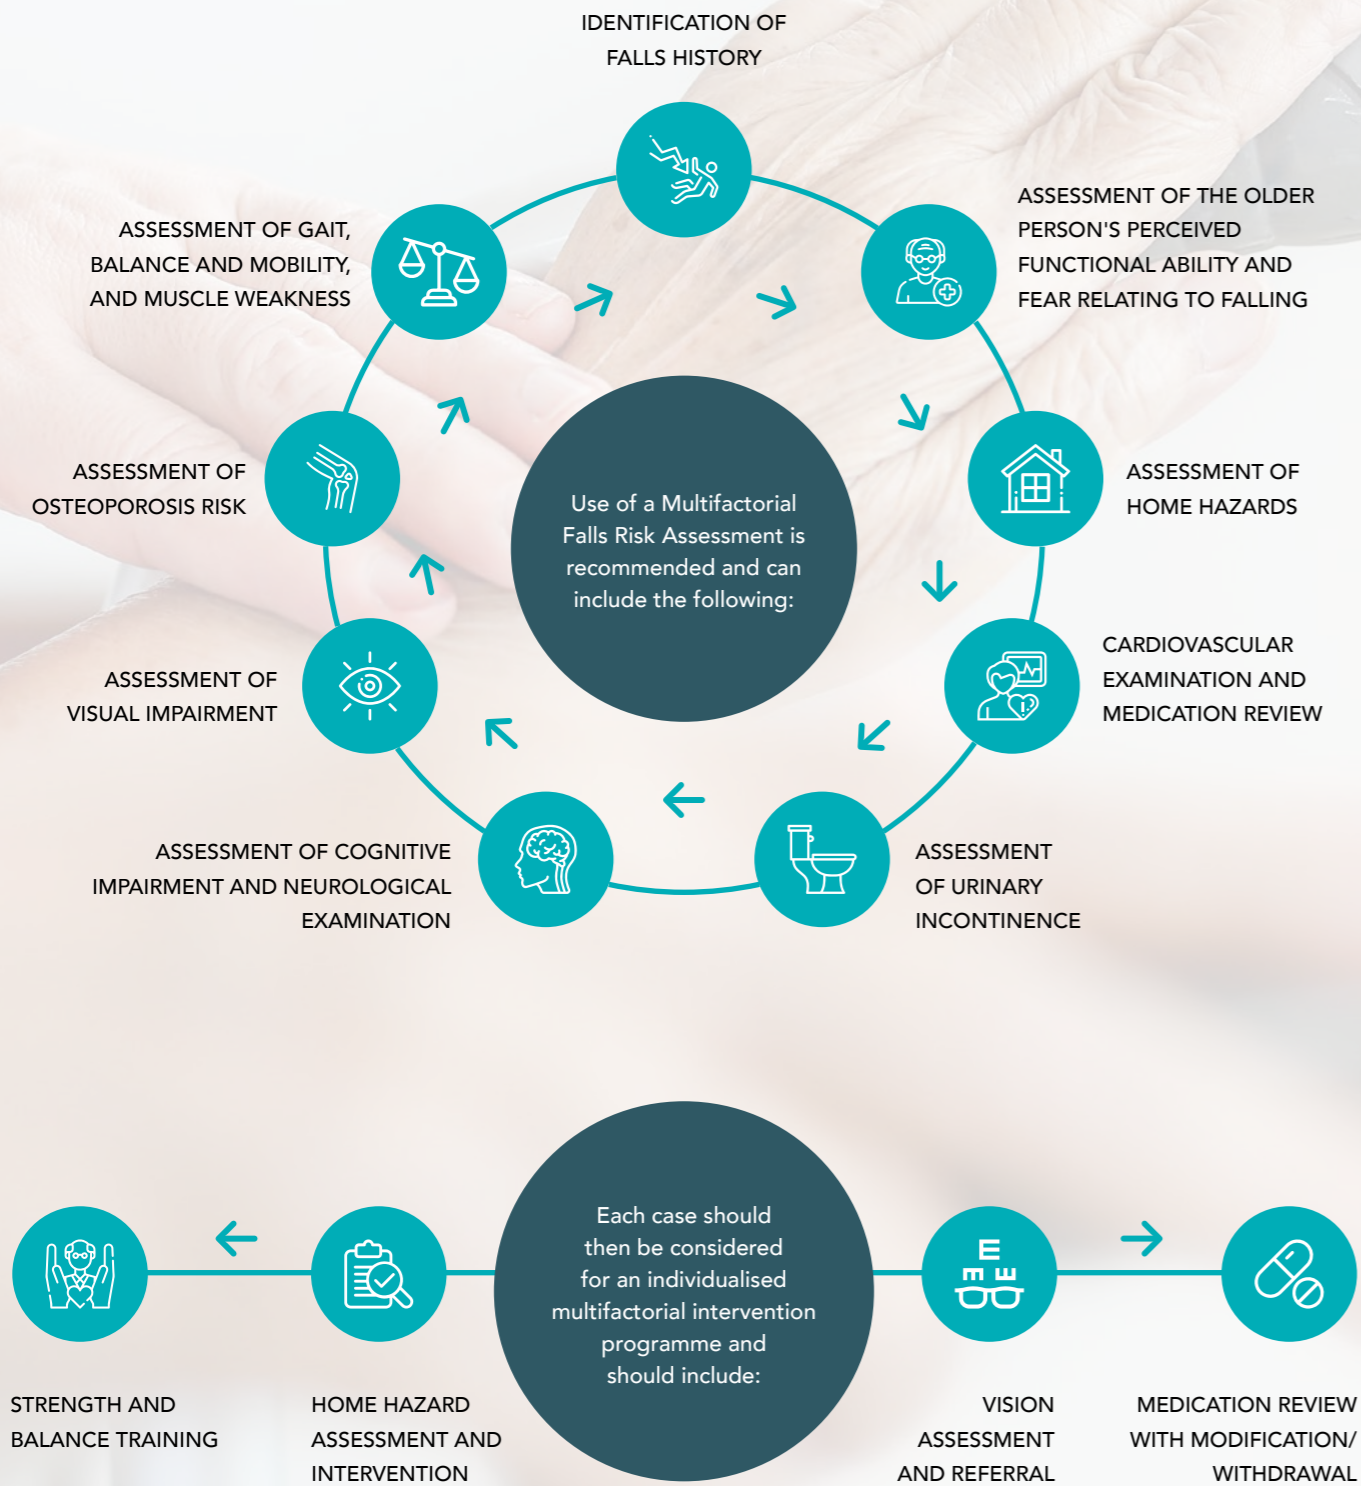 IDENTIFICATION OF
FALLS HISTORY
ASSESSMENT OF THE OLDER
PERSON'S PERCEIVED
FUNCTIONAL ABILITY AND
FEAR RELATING TO FALLING
ASSESSMENT OF
HOME HAZARDS
CARDIOVASCULAR
EXAMINATION AND
MEDICATION REVIEW
ASSESSMENT
OF URINARY
INCONTINENCE
ASSESSMENT OF COGNITIVE
IMPAIRMENT AND NEUROLOGICAL
EXAMINATION
ASSESSMENT OF
VISUAL IMPAIRMENT
ASSESSMENT OF
OSTEOPOROSIS RISK
ASSESSMENT OF GAIT,
BALANCE AND MOBILITY,
AND MUSCLE WEAKNESS
Use of a Multifactorial
Falls Risk Assessment is
recommended and can
include the following:
Each case should
then be considered
for an individualised
multifactorial intervention
programme and
should include:
STRENGTH AND
BALANCE TRAINING
HOME HAZARD
ASSESSMENT AND
INTERVENTION
VISION
ASSESSMENT
AND REFERRAL
MEDICATION REVIEW
WITH MODIFICATION/
WITHDRAWAL